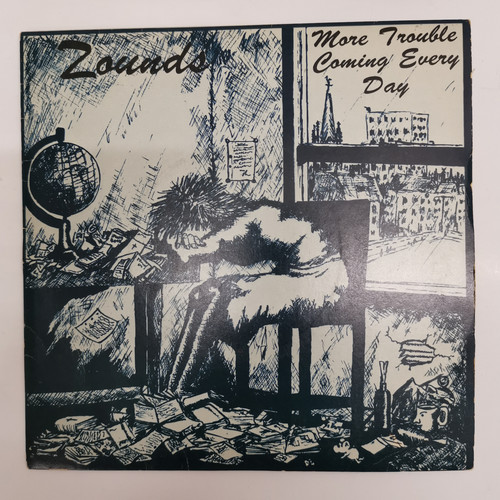 Zounds
More Trouble
Coming Every
Day